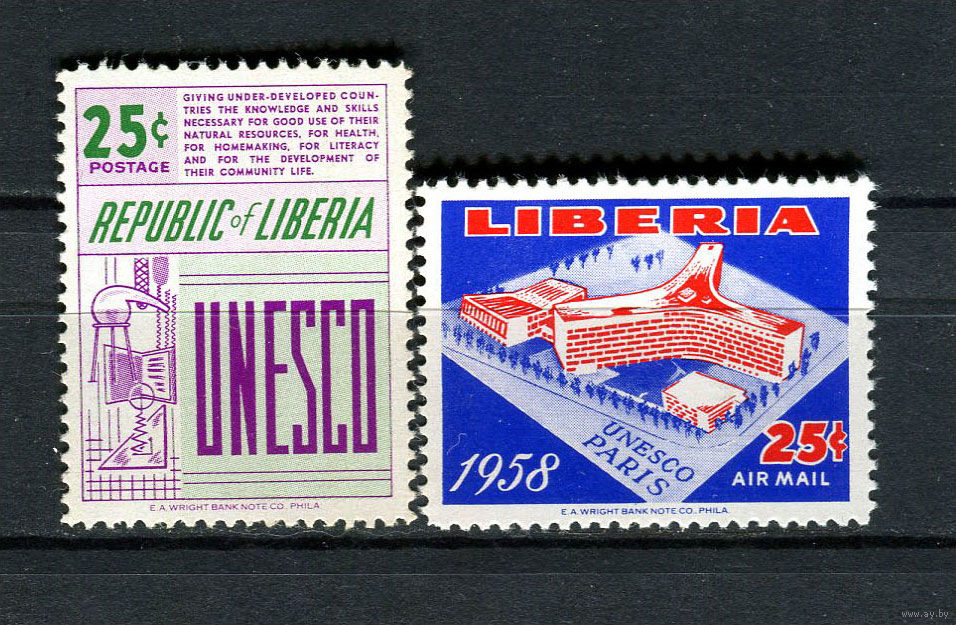 25¢
POSTAGE
GIVING UNDER-DEVELOPED COUN-
TRIES THE KNOWLEDGE AND SKILLS
NECESSARY FOR GOOD USE OF THEIR
NATURAL RESOURCES, FOR HEALTH,
FOR HOMEMAKING, FOR LITERACY
AND FOR THE DEVELOPMENT OF
THEIR COMMUNITY LIFE.
REPUBLIC of LIBERIA
UNESCO
E.A. WRIGHT BANK NOTE CO., PHILA.
LIBERIA
UNESCO
PARIS
1958
25¢
AIR MAIL
E.A. WRIGHT BANK NOTE CO., PHILA.
www.ay.by